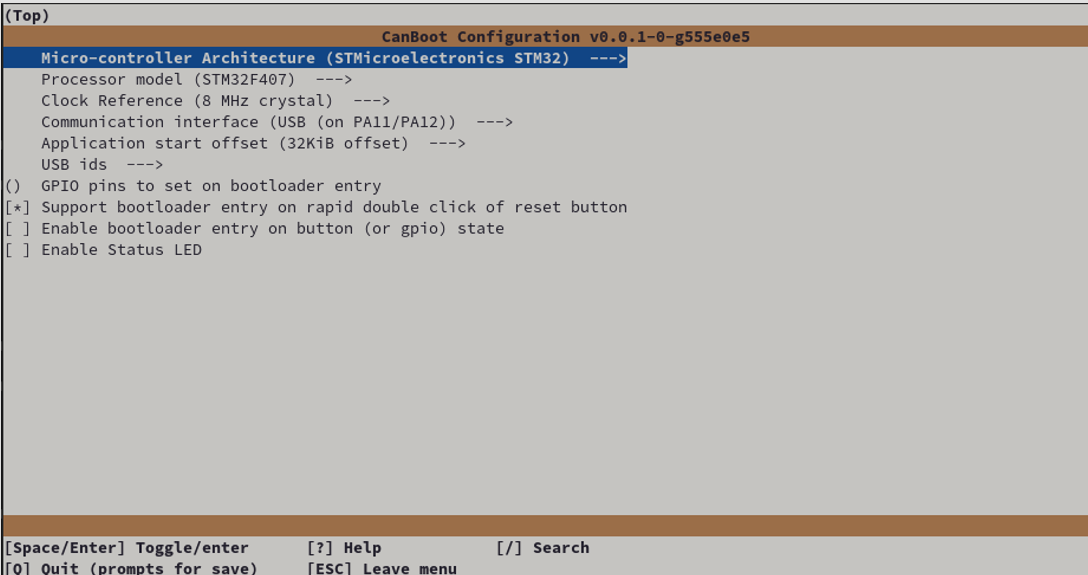 (Top)
CanBoot Configuration v0.0.1-0-g555e0e5
Micro-controller Architecture (STMicroelectronics STM32)  --->
Processor model (STM32F407)  --->
Clock Reference (8 MHz crystal)  --->
Communication interface (USB (on PA11/PA12))  --->
Application start offset (32KiB offset)  --->
USB ids  --->
()  GPIO pins to set on bootloader entry
[*] Support bootloader entry on rapid double click of reset button
[ ] Enable bootloader entry on button (or gpio) state
[ ] Enable Status LED
[Space/Enter] Toggle/enter      [?] Help            [/] Search
[Q] Quit (prompts for save)     [ESC] Leave menu